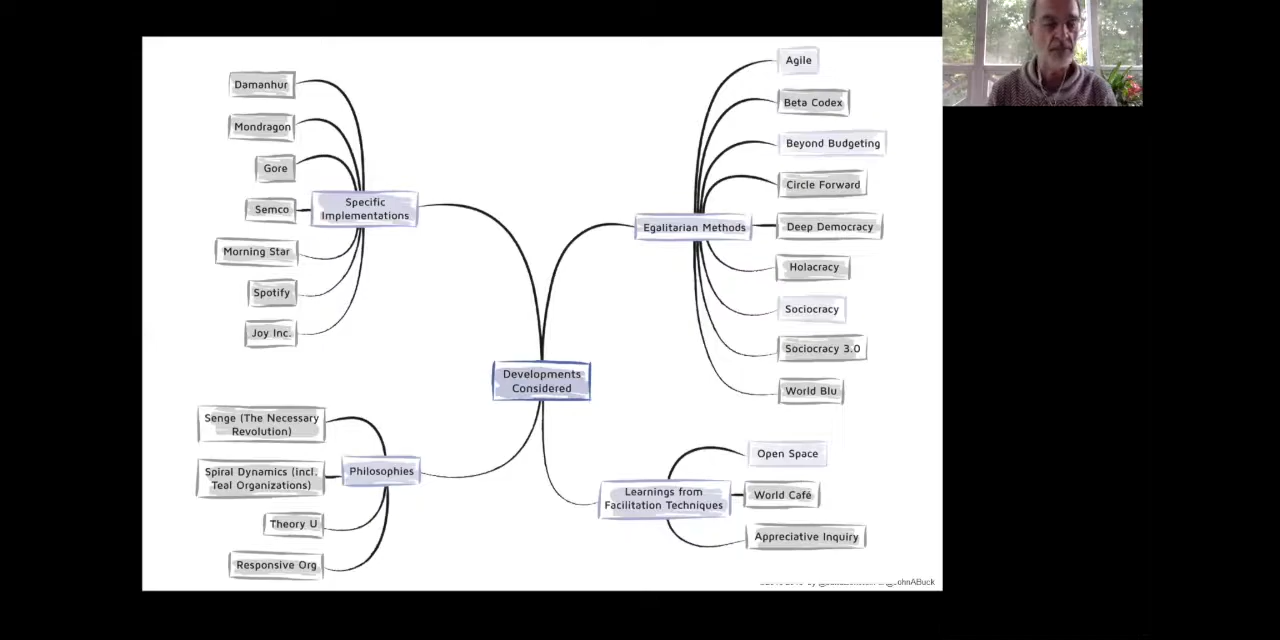 Damanhur
Mondragon
Gore
Semco
Morning Star
Spotify
Joy Inc.
Specific
Implementations
Agile
Beta Codex
Beyond Budgeting
Circle Forward
Deep Democracy
Holacracy
Sociocracy
Sociocracy 3.0
World Blu
Egalitarian Methods
Developments
Considered
Senge (The Necessary
Revolution)
Spiral Dynamics (incl.
Teal Organizations)
Theory U
Responsive Org
Philosophies
Learnings from
Facilitation Techniques
Open Space
World Café
Appreciative Inquiry
JohnABuck